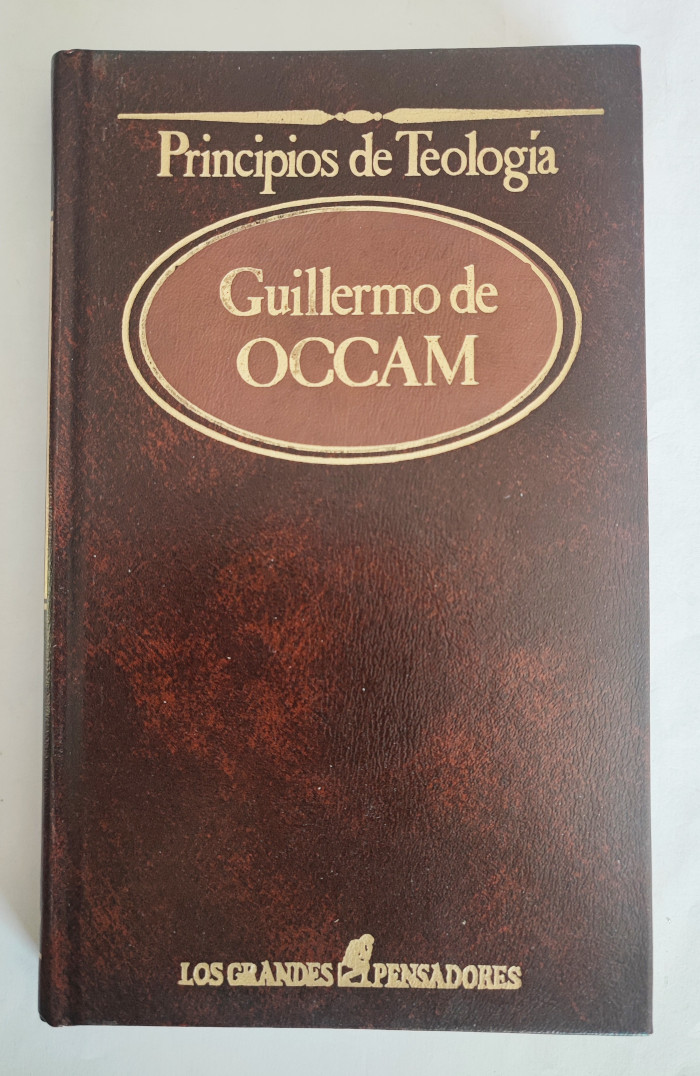 Principios de Teología
Guillermo de
OCCAM
LOS GRANDES PENSADORES